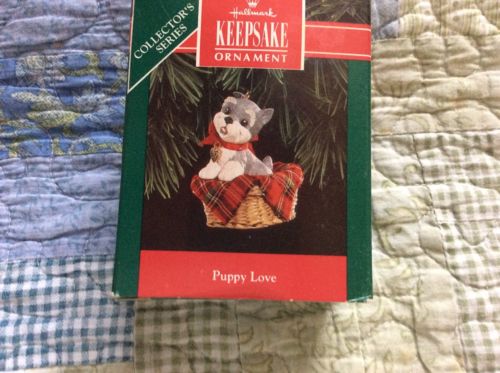 COLLECTOR'S
SERIES
Hallmark
KEEPSAKE
ORNAMENT
Puppy Love